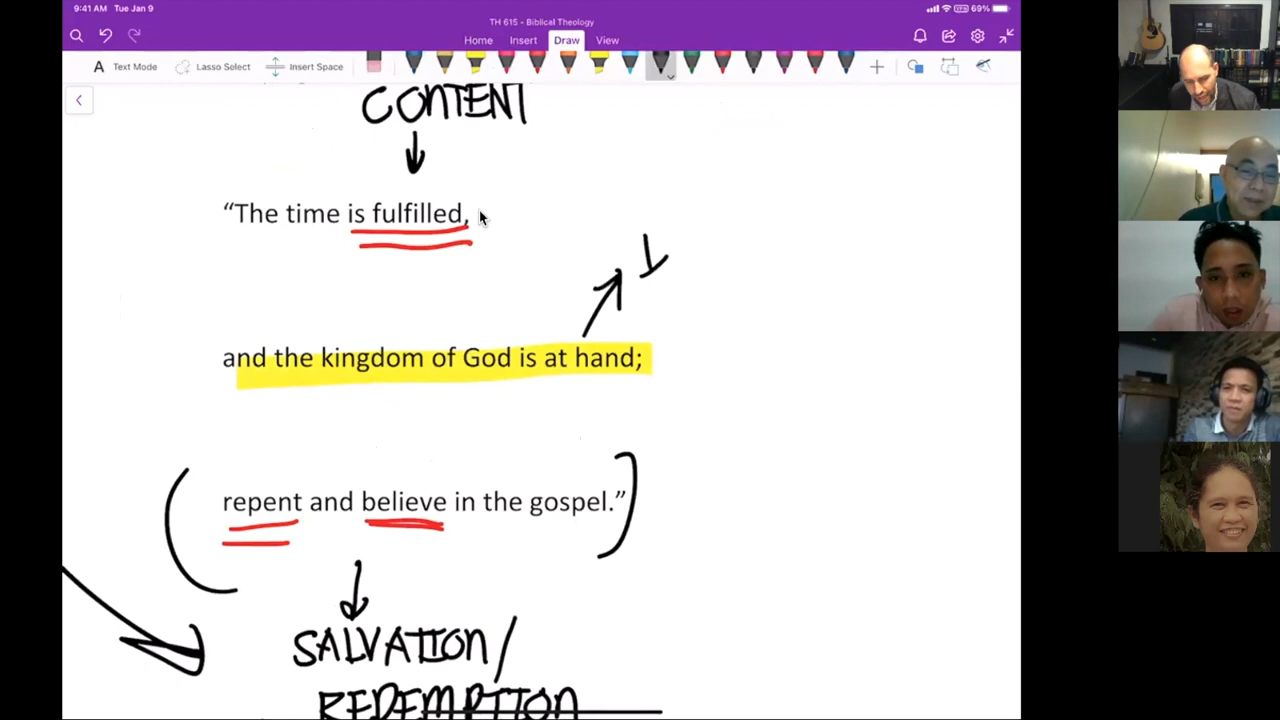 9:41 AM Tue Jan 9
69%
TH 615 - Biblical Theology
Home Insert Draw View
Text Mode Lasso Select Insert Space
CONTENT
“The time is fulfilled,
1
and the kingdom of God is at hand;
repent and believe in the gospel.”
SALVATION/
REDEMPTION